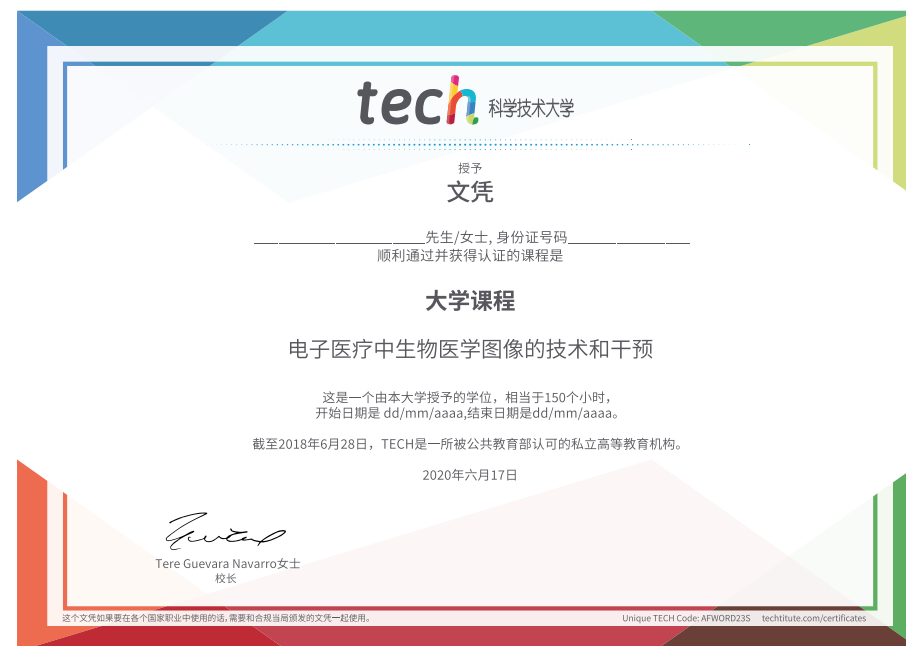 tech 科学技术大学
授予
文凭
____________________先生/女士, 身份证号码______________
顺利通过并获得认证的课程是
大学课程
电子医疗中生物医学图像的技术和干预
这是一个由本大学授予的学位，相当于150个小时，
开始日期是 dd/mm/aaaa,结束日期是dd/mm/aaaa。
截至2018年6月28日，TECH是一所被公共教育部认可的私立高等教育机构。
2020年六月17日
Tere Guevara Navarro女士
校长
这个文凭如果要在各个国家职业中使用的话,需要和合规当局颁发的文凭一起使用。
Unique TECH Code: AFWORD23S techtitute.com/certificates